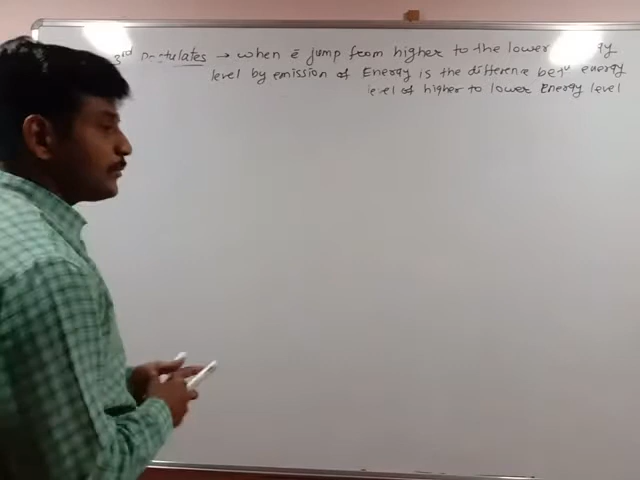 3rd Postulates → when ē jump from higher to the lower
level by emission of Energy is the difference betn energy
level of higher to lower Energy level